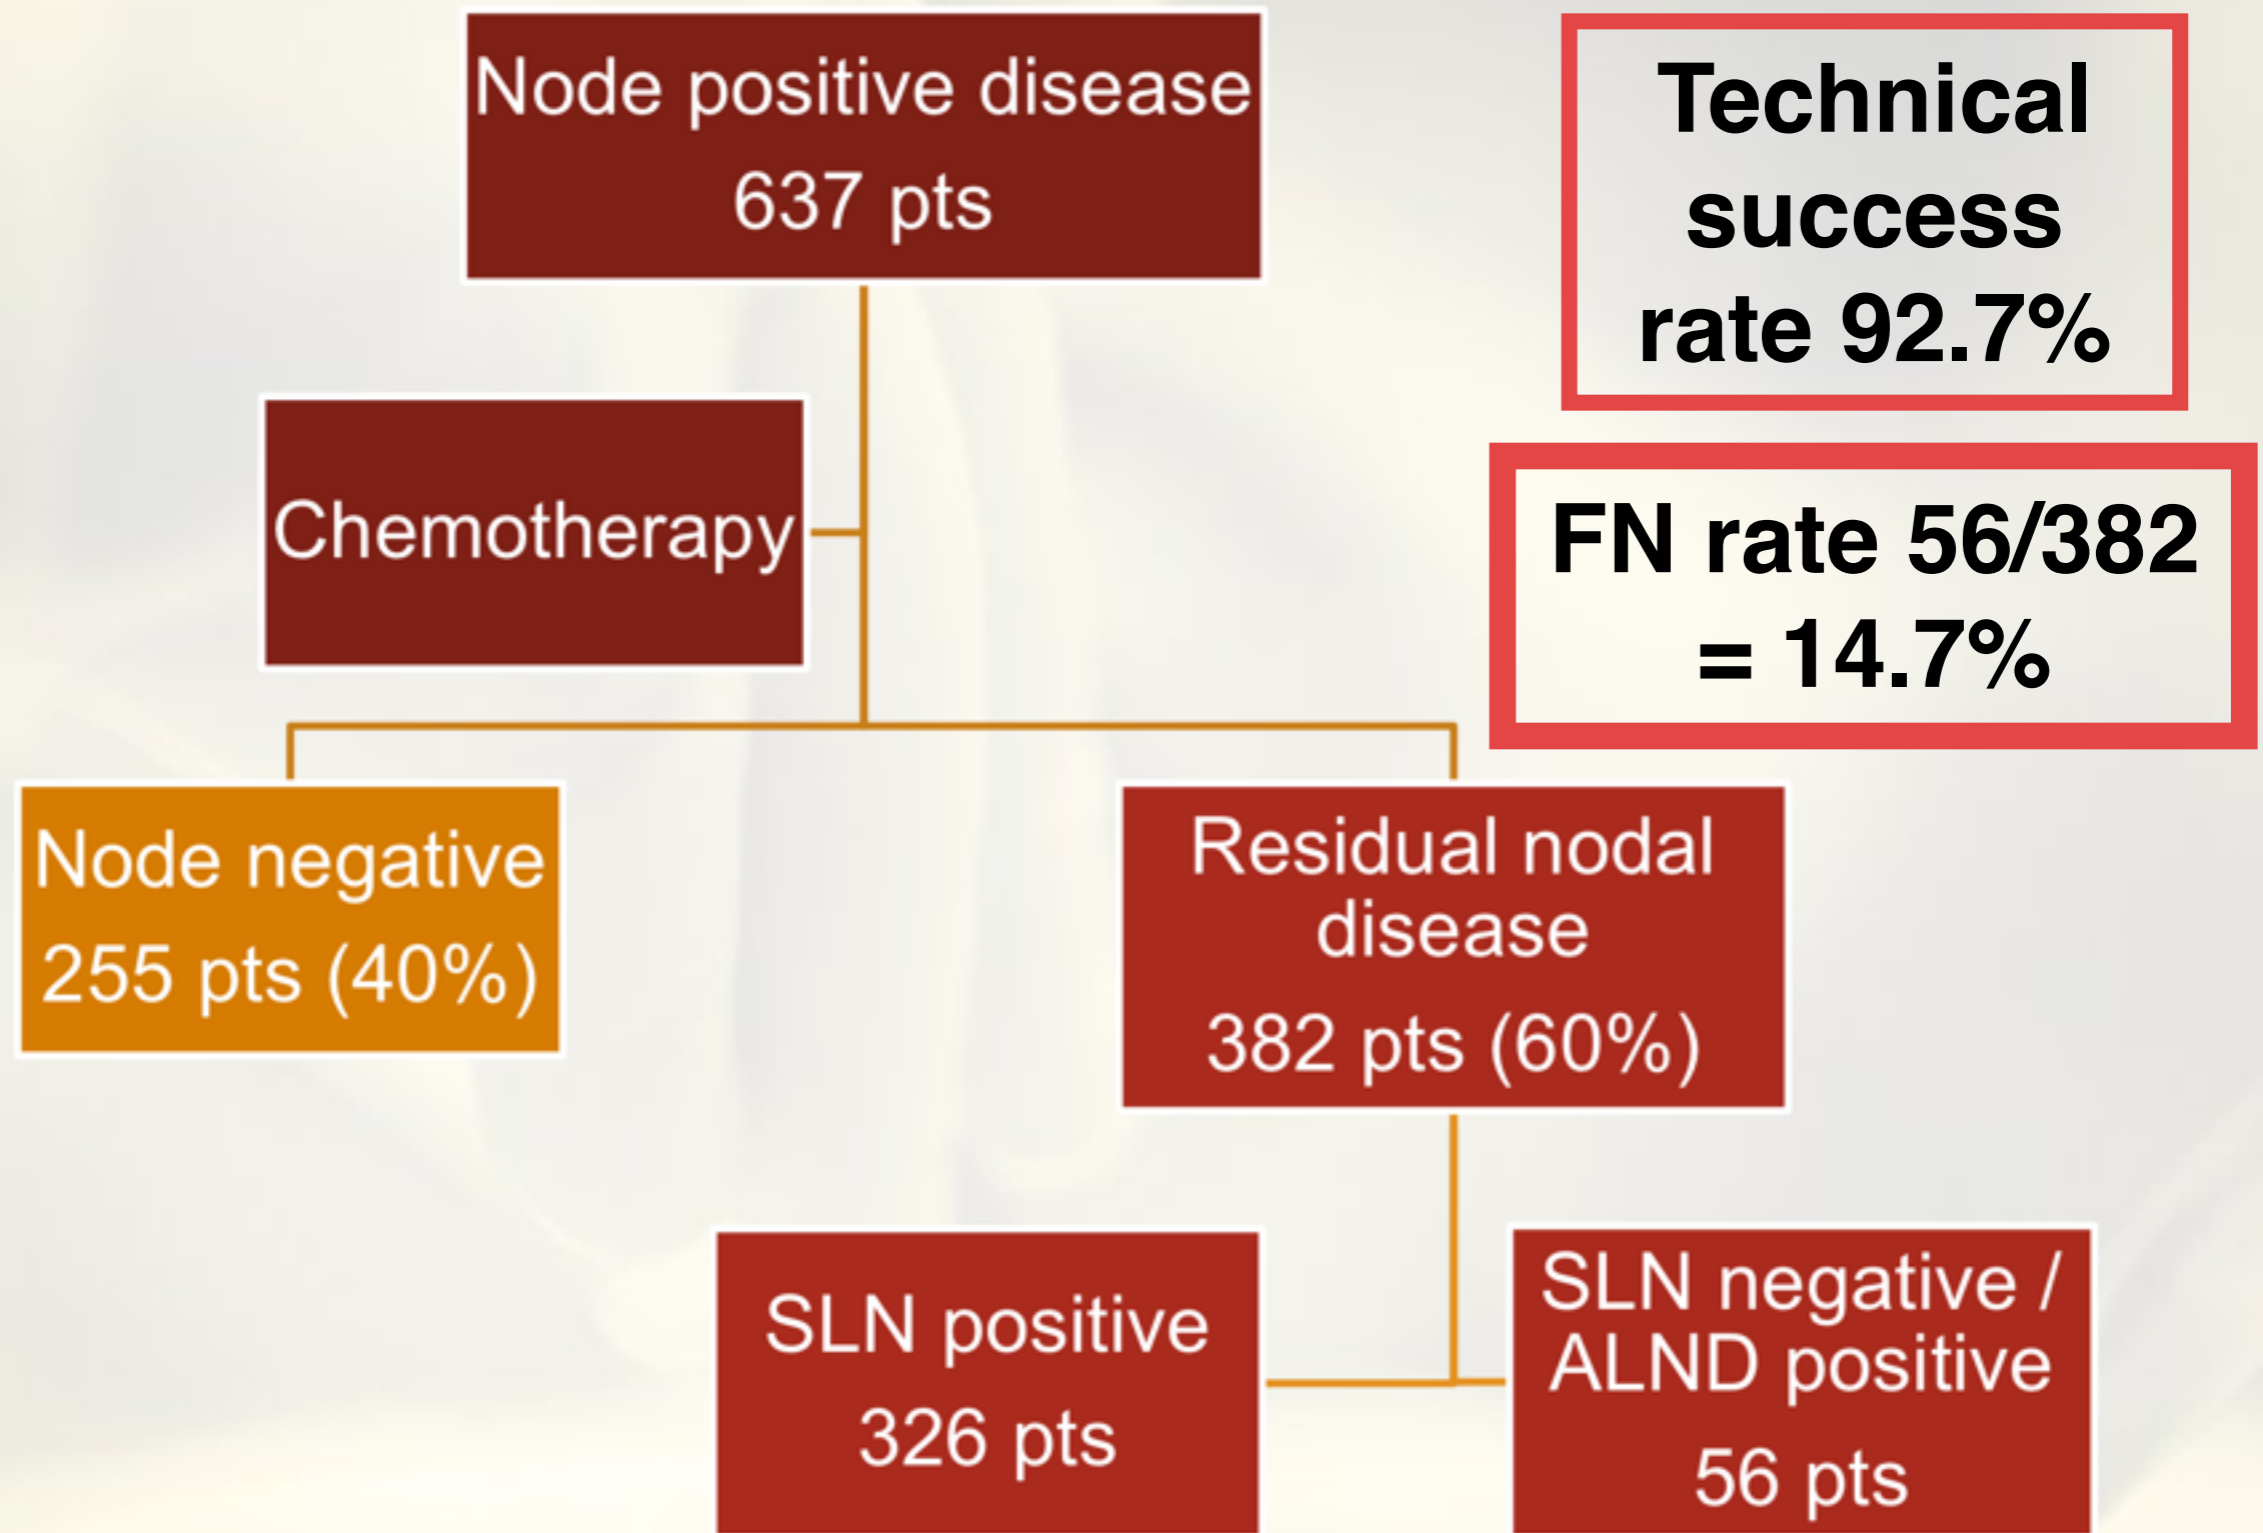 Node positive disease
637 pts
Technical
success
rate 92.7%
Chemotherapy
FN rate 56/382
= 14.7%
Node negative
255 pts (40%)
Residual nodal
disease
382 pts (60%)
SLN positive
326 pts
SLN negative /
ALND positive
56 pts